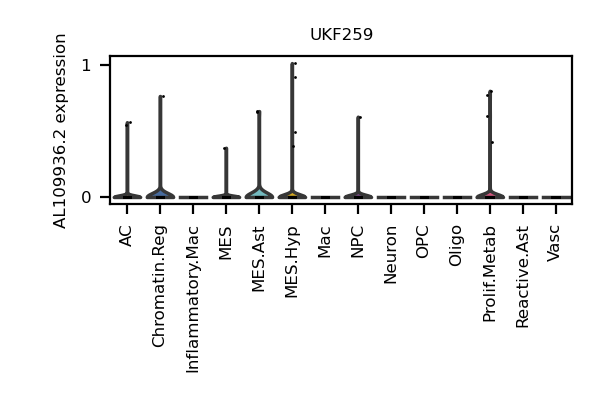 UKF259
AL109936.2 expression
1
0
AC
Chromatin.Reg
Inflammatory.Mac
MES
MES.Ast
MES.Hyp
Mac
NPC
Neuron
OPC
Oligo
Prolif.Metab
Reactive.Ast
Vasc